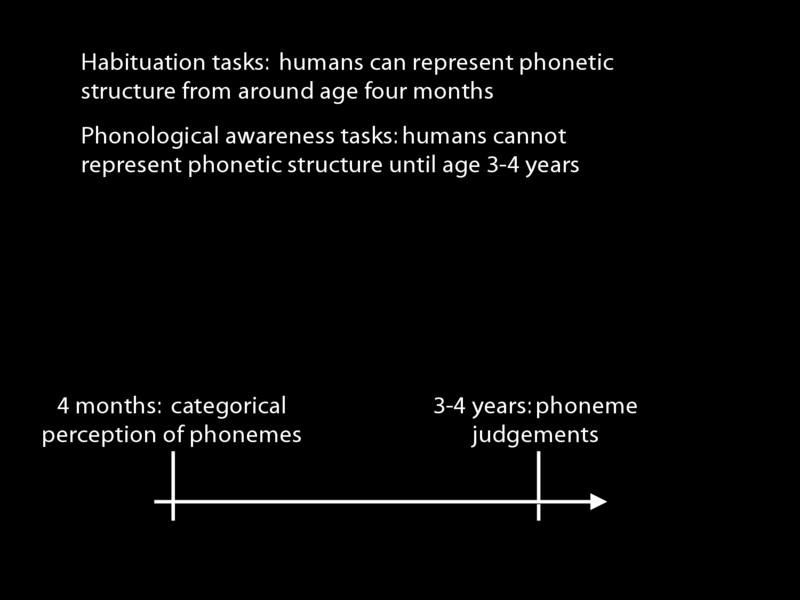 Habituation tasks:  humans can represent phonetic
structure from around age four months
Phonological awareness tasks: humans cannot
represent phonetic structure until age 3-4 years
4 months:  categorical
perception of phonemes
3-4 years: phoneme
judgements